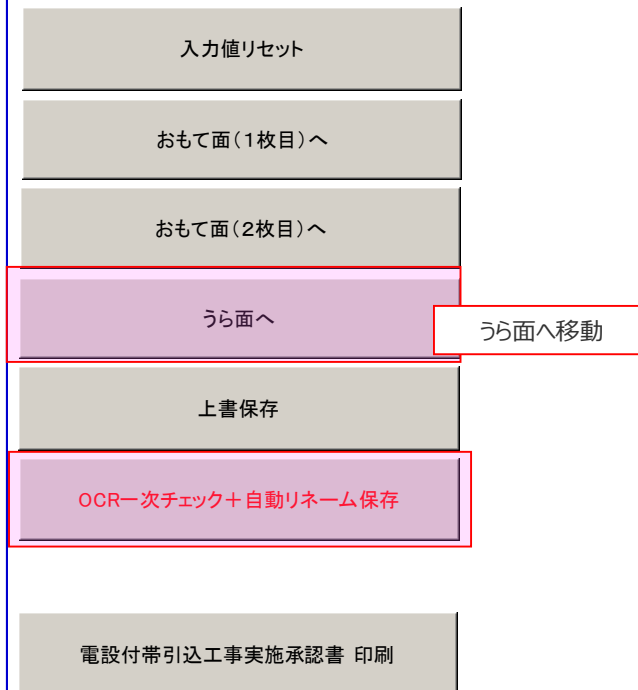 入力値リセット
おもて面(1枚目)へ
おもて面(2枚目)へ
うら面へ
うら面へ移動
上書保存
OCR一次チェック+自動リネーム保存
電設付帯引込工事実施承認書 印刷